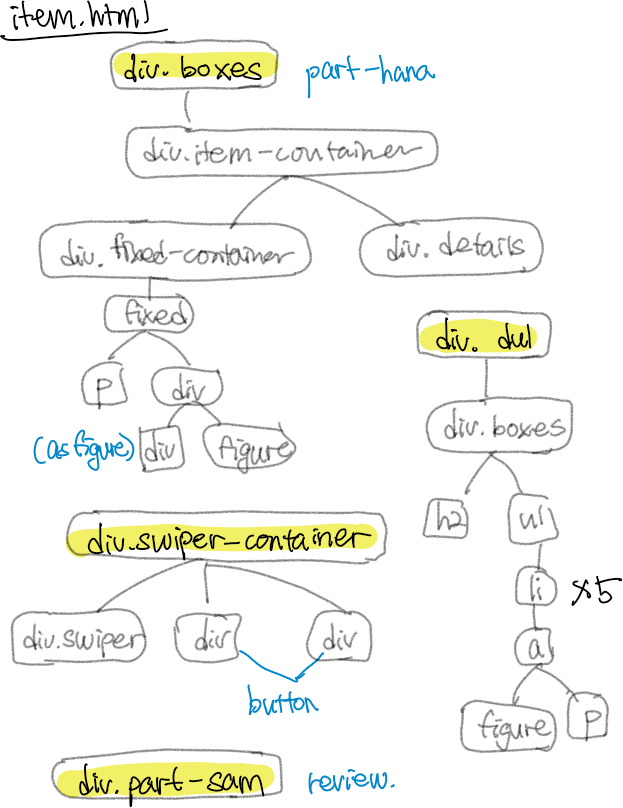 item.html
div.boxes part-hana
div.item-container
div.fixed-container div.details
fixed
p div
(as figure) div figure
div. dul
div.boxes
h2 ul
li x5
a
figure p
div.swiper-container
div.swiper div div
button
div.part-sam review.